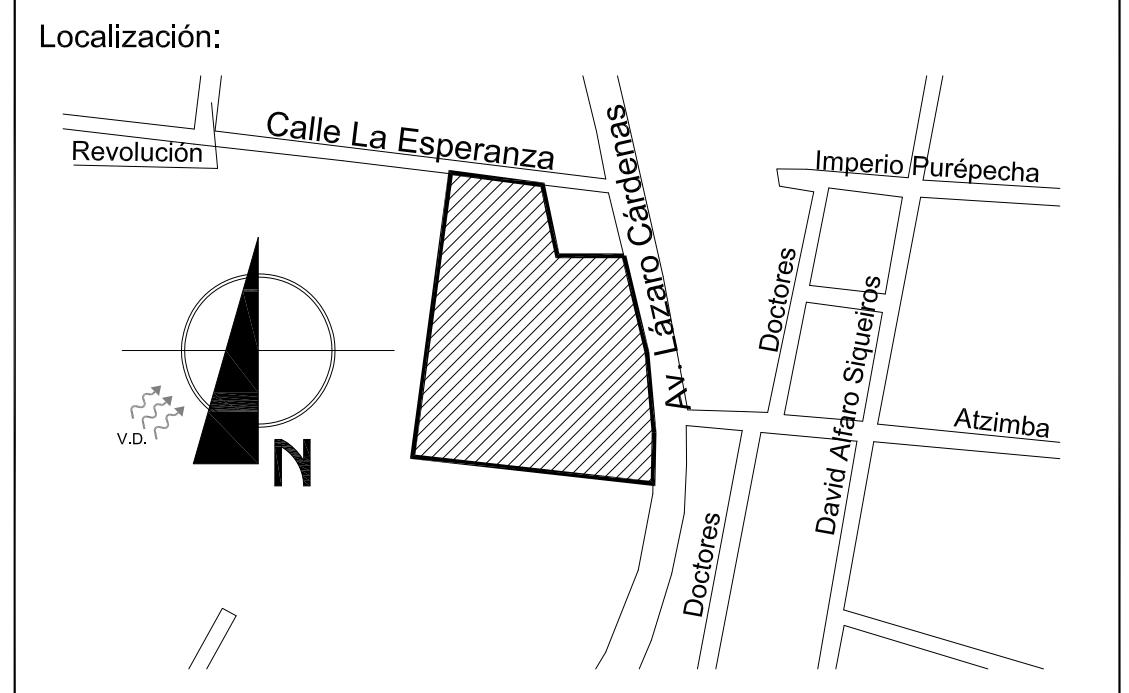 Localización:
Calle La Esperanza
Revolución
Av. Lázaro Cárdenas
Imperio Purépecha
Doctores
David Alfaro Siqueiros
Atzimba
V.D.
N
Doctores